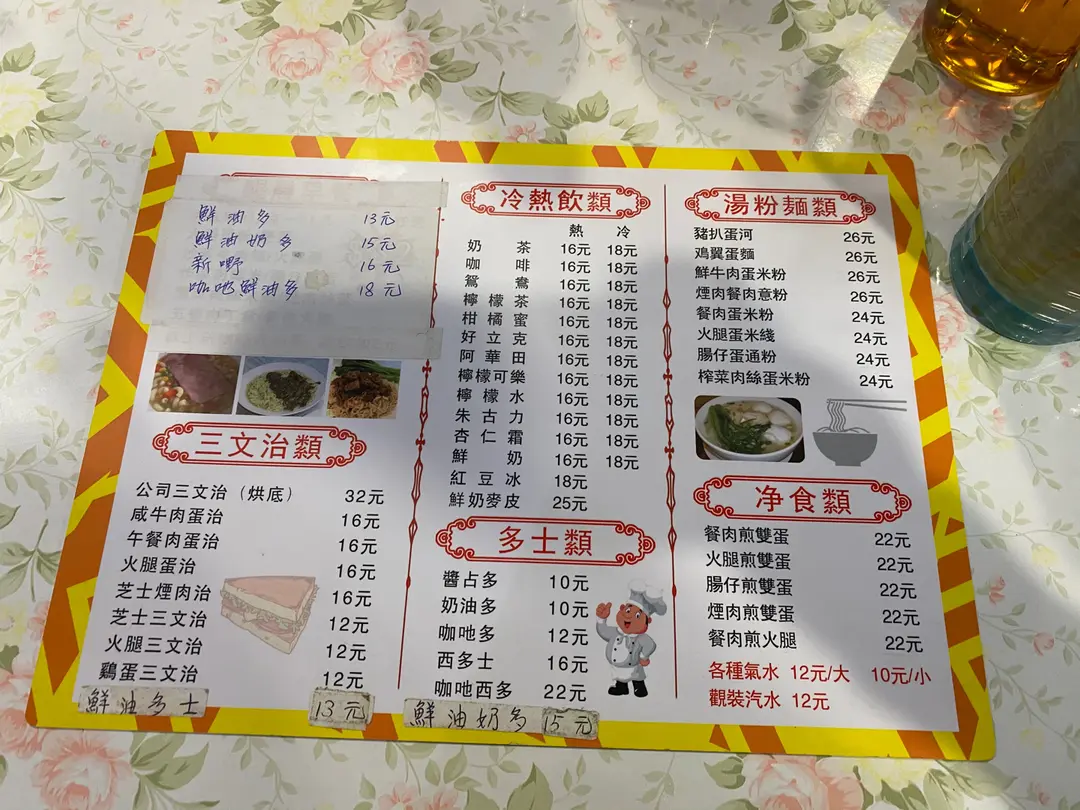 鮮油多 13元
鮮油奶多 15元
新嘢 16元
咖吔鮮油多 18元
三文治類
公司三文治（烘底） 32元
咸牛肉蛋治 16元
午餐肉蛋治 16元
火腿蛋治 16元
芝士煙肉治 16元
芝士三文治 12元
火腿三文治 12元
鷄蛋三文治 12元
鮮油多士 13元
冷熱飲類
熱 冷
奶茶 16元 18元
咖啡 16元 18元
鴛鴦 16元 18元
檸檬茶 16元 18元
柑橘蜜 16元 18元
好立克 16元 18元
阿華田 16元 18元
檸檬可樂 16元 18元
檸檬水 16元 18元
朱古力 16元 18元
杏仁霜 16元 18元
鮮奶 16元 18元
紅豆冰 18元
鮮奶麥皮 25元
多士類
醬占多 10元
奶油多 10元
咖吔多 12元
西多士 16元
咖吔西多 22元
鮮油奶多 15元
湯粉麵類
豬扒蛋河 26元
鳮翼蛋麵 26元
鮮牛肉蛋米粉 26元
煙肉餐肉意粉 26元
餐肉蛋米粉 24元
火腿蛋米綫 24元
腸仔蛋通粉 24元
榨菜肉絲蛋米粉 24元
净食類
餐肉煎雙蛋 22元
火腿煎雙蛋 22元
腸仔煎雙蛋 22元
煙肉煎雙蛋 22元
餐肉煎火腿 22元
各種氣水 12元/大 10元/小
觀裝汽水 12元